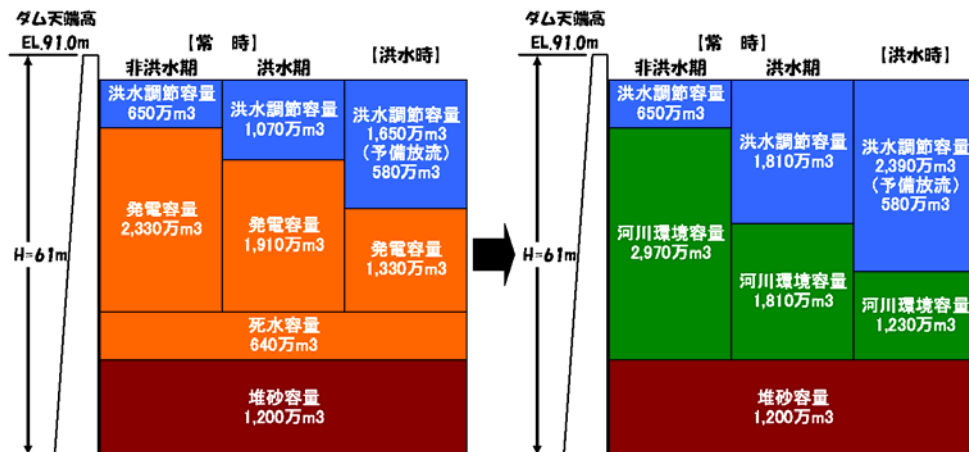 ダム天端高
EL.91.0m
【常　時】
【洪水時】
非洪水期
洪水期
洪水調節容量
650万m3
洪水調節容量
1,070万m3
洪水調節容量
1,650万m3
（予備放流）
580万m3
発電容量
2,330万m3
発電容量
1,910万m3
発電容量
1,330万m3
H=61m
死水容量
640万m3
堆砂容量
1,200万m3
ダム天端高
EL.91.0m
【常　時】
【洪水時】
非洪水期
洪水期
洪水調節容量
650万m3
洪水調節容量
1,810万m3
洪水調節容量
2,390万m3
（予備放流）
580万m3
河川環境容量
2,970万m3
河川環境容量
1,810万m3
河川環境容量
1,230万m3
H=61m
堆砂容量
1,200万m3